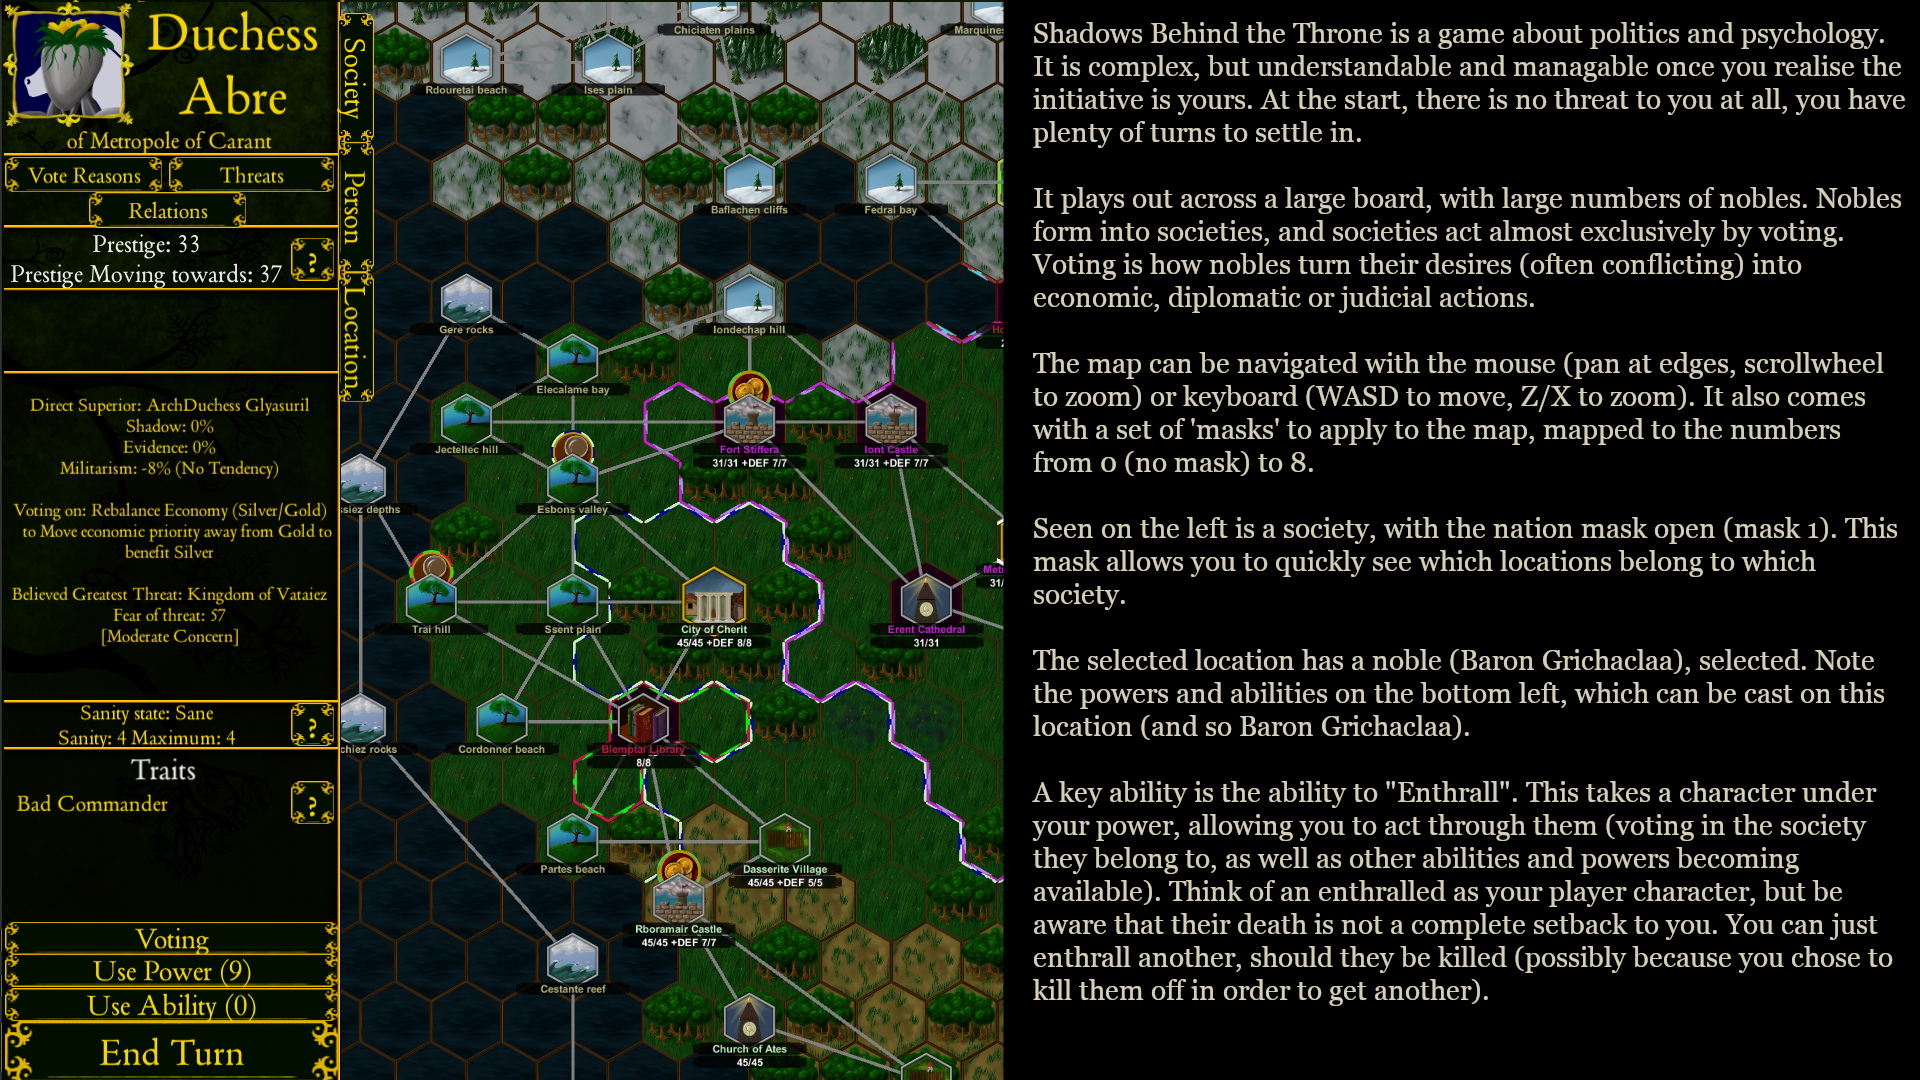 Duchess
Abre
of Metropole of Carant
Vote Reasons
Threats
Relations
Prestige: 33
Prestige Moving towards: 37
?
Direct Superior: ArchDuchess Glyasuril
Shadow: 0%
Evidence: 0%
Militarism: -8% (No Tendency)
Voting on: Rebalance Economy (Silver/Gold)
to Move economic priority away from Gold to
benefit Silver
Believed Greatest Threat: Kingdom of Vataiez
Fear of threat: 57
[Moderate Concern]
Sanity state: Sane
Sanity: 4 Maximum: 4
?
Traits
Bad Commander
?
Voting
Use Power (9)
Use Ability (0)
End Turn
Society
Person
Location
Chiciaten plains
Marquines
Rdouretai beach
Ises plain
Baflachen cliffs
Fedrai bay
Gere rocks
Iondechap hill
Ho
Elecalame bay
Jectellec hill
Fort Stiffera
31/31 +DEF 7/7
Iont Castle
31/31 +DEF 7/7
ssiez depths
Esbons valley
Met
31/
Trai hill
Ssent plain
City of Cherit
45/45 +DEF 8/8
Erent Cathedral
31/31
chiez rocks
Cordonner beach
Blemptal Library
8/8
Partes beach
Dasserite Village
45/45 +DEF 5/5
Rboramair Castle
45/45 +DEF 7/7
Cestante reef
Church of Ates
45/45
Shadows Behind the Throne is a game about politics and psychology.
It is complex, but understandable and managable once you realise the
initiative is yours. At the start, there is no threat to you at all, you have
plenty of turns to settle in.
It plays out across a large board, with large numbers of nobles. Nobles
form into societies, and societies act almost exclusively by voting.
Voting is how nobles turn their desires (often conflicting) into
economic, diplomatic or judicial actions.
The map can be navigated with the mouse (pan at edges, scrollwheel
to zoom) or keyboard (WASD to move, Z/X to zoom). It also comes
with a set of 'masks' to apply to the map, mapped to the numbers
from 0 (no mask) to 8.
Seen on the left is a society, with the nation mask open (mask 1). This
mask allows you to quickly see which locations belong to which
society.
The selected location has a noble (Baron Grichaclaa), selected. Note
the powers and abilities on the bottom left, which can be cast on this
location (and so Baron Grichaclaa).
A key ability is the ability to "Enthrall". This takes a character under
your power, allowing you to act through them (voting in the society
they belong to, as well as other abilities and powers becoming
available). Think of an enthralled as your player character, but be
aware that their death is not a complete setback to you. You can just
enthrall another, should they be killed (possibly because you chose to
kill them off in order to get another).